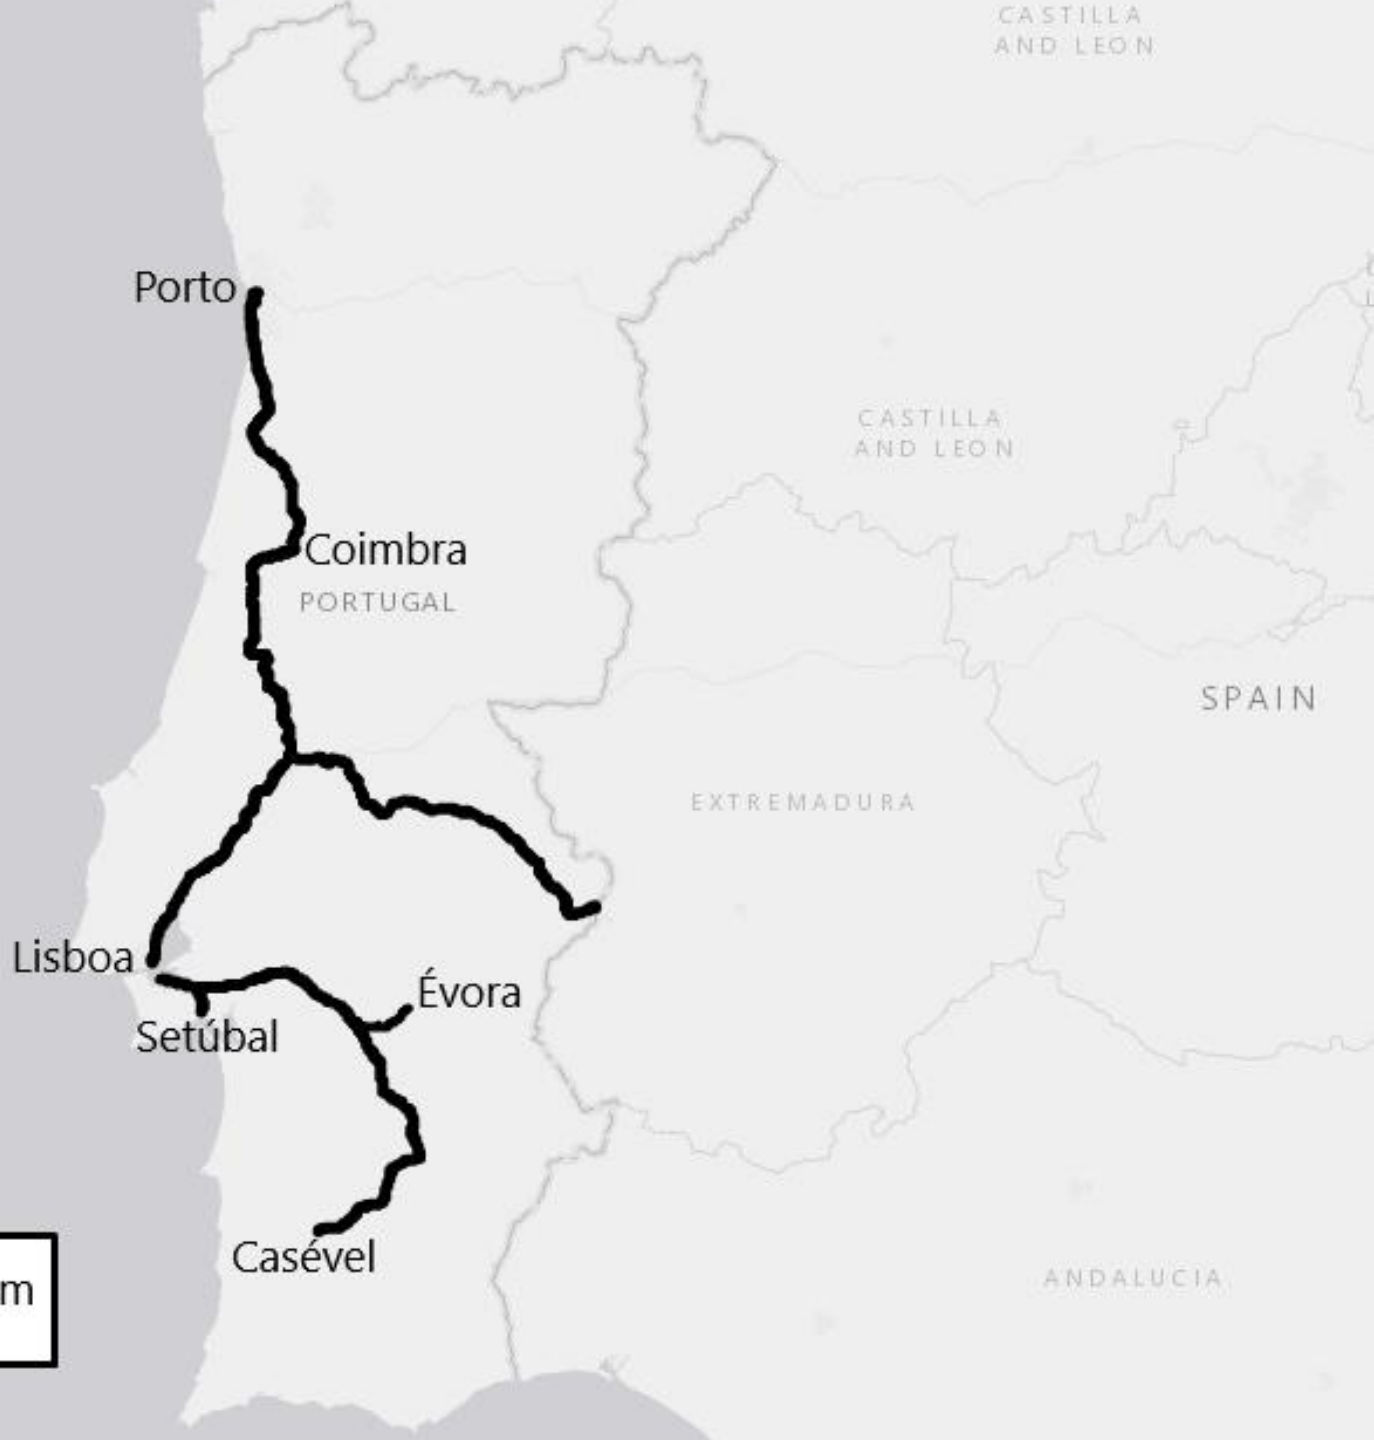 CASTILLA
AND LEON
Porto
CASTILLA
AND LEON
Coimbra
PORTUGAL
SPAIN
EXTREMADURA
Lisboa
Évora
Setúbal
Casével
m
ANDALUCIA